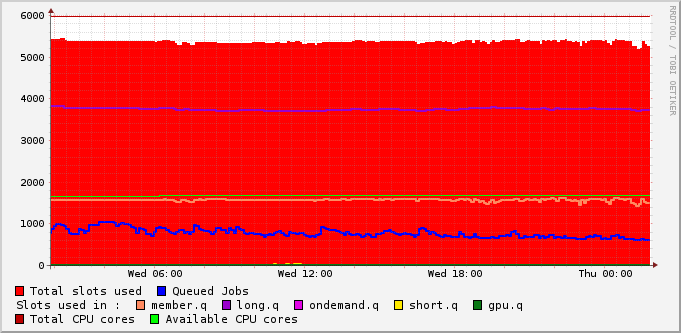 6000
5000
4000
3000
2000
1000
0
Wed 06:00 Wed 12:00 Wed 18:00 Thu 00:00
Total slots used Queued Jobs
Slots used in : member.q long.q ondemand.q short.q gpu.q
Total CPU cores Available CPU cores
RRDTOOL / TOBI OETIKER